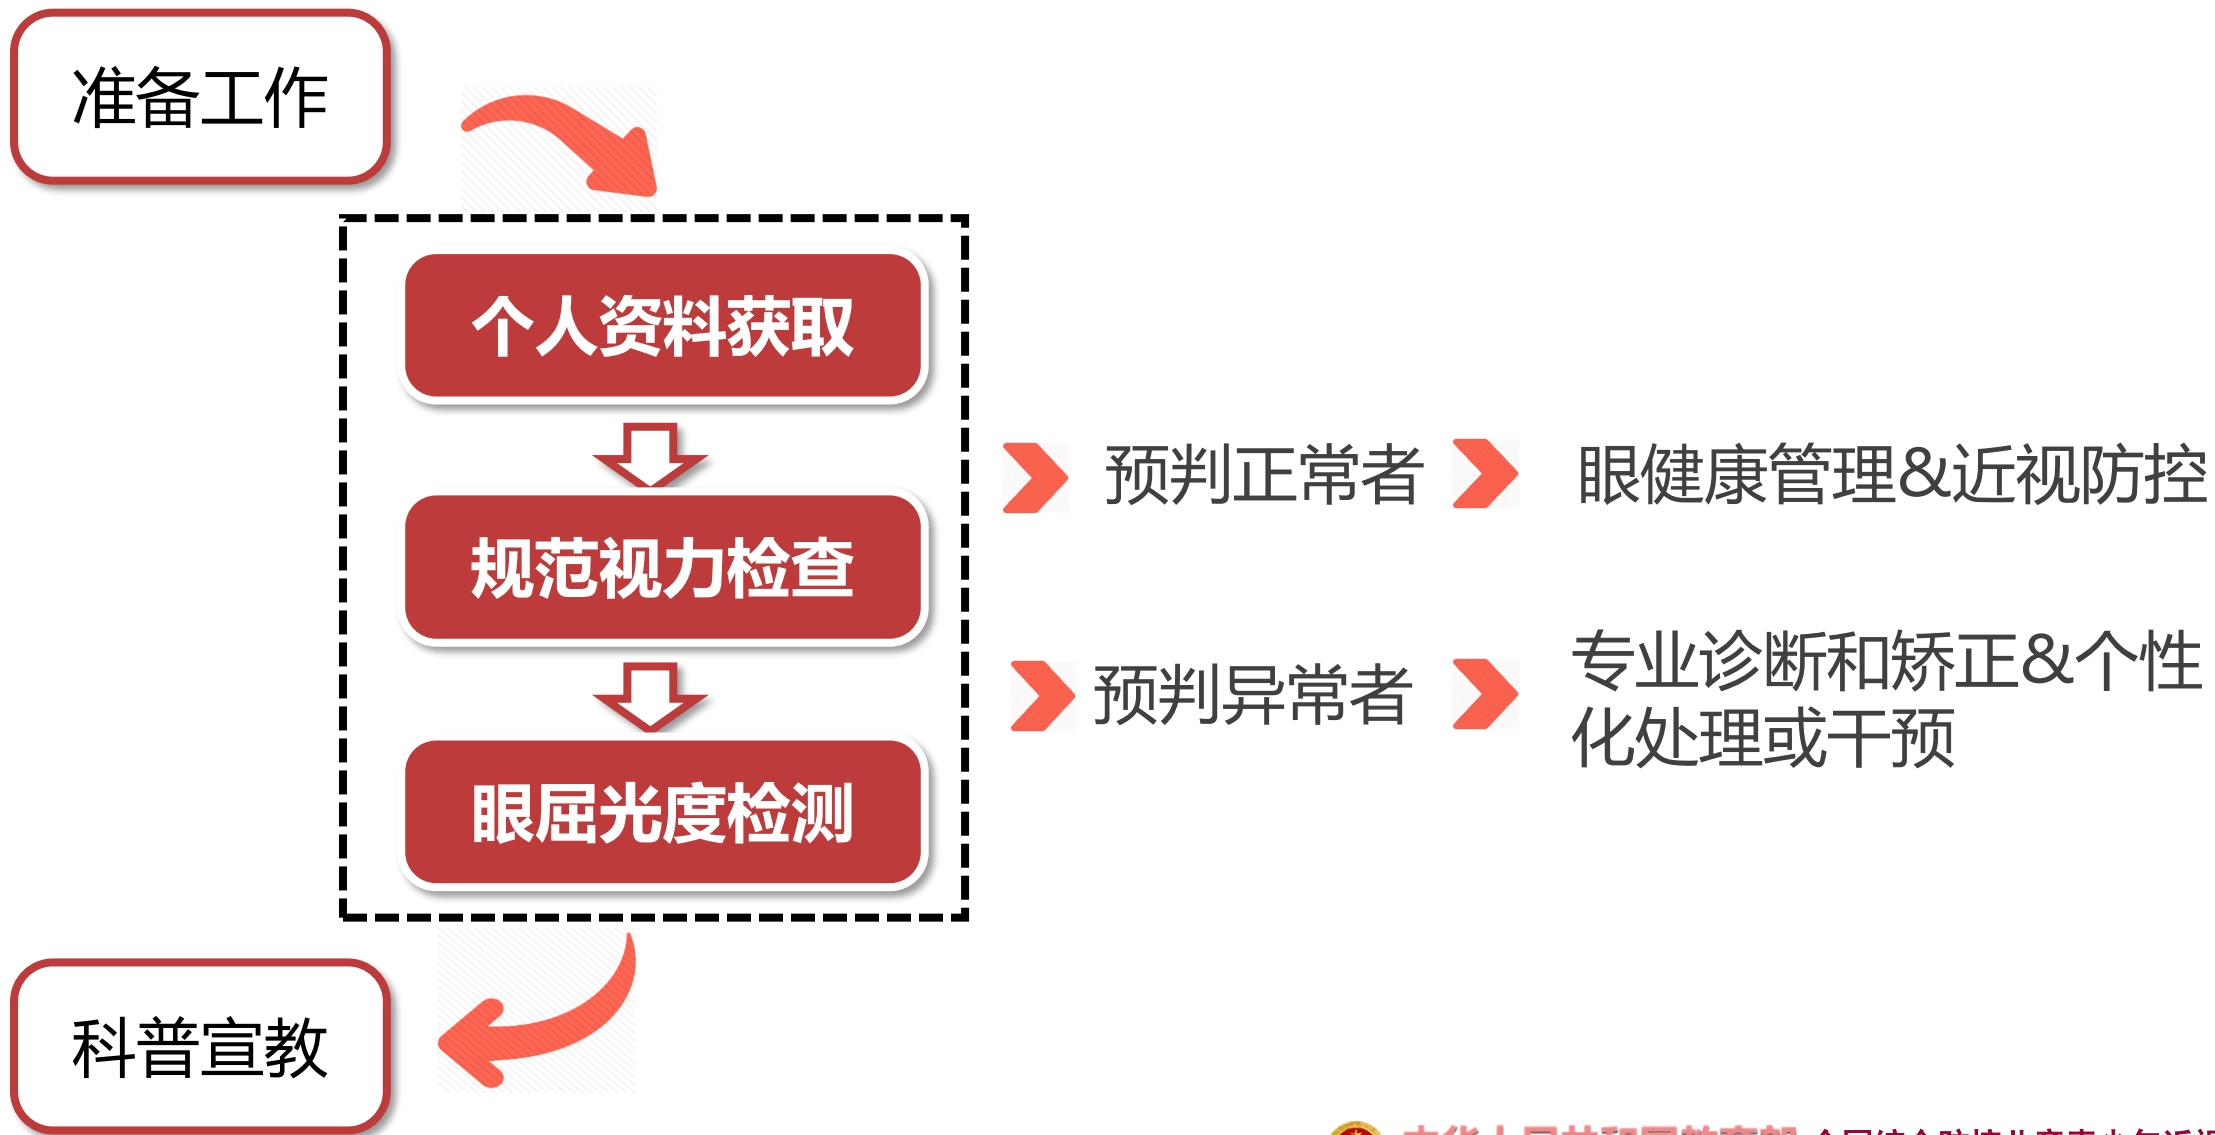 准备工作
个人资料获取
规范视力检查
眼屈光度检测
预判正常者
眼健康管理&近视防控
预判异常者
专业诊断和矫正&个性
化处理或干预
科普宣教